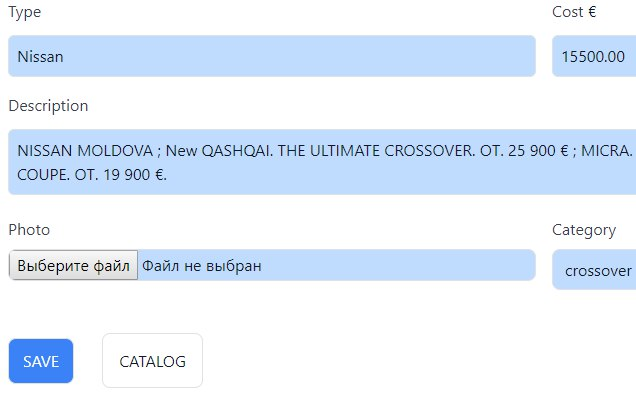 Type Cost €
Nissan 15500.00
Description
NISSAN MOLDOVA ; New QASHQAI. THE ULTIMATE CROSSOVER. OT. 25 900 € ; MICRA.
COUPE. OT. 19 900 €.
Photo Category
Выберите файл Файл не выбран crossover
SAVE CATALOG